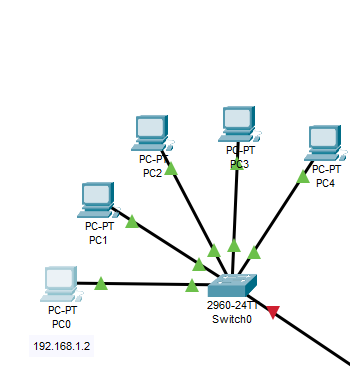 PC-PT
PC2
PC-PT
PC3
PC-PT
PC4
PC-PT
PC1
PC-PT
PC0
192.168.1.2
2960-24TT
Switch0